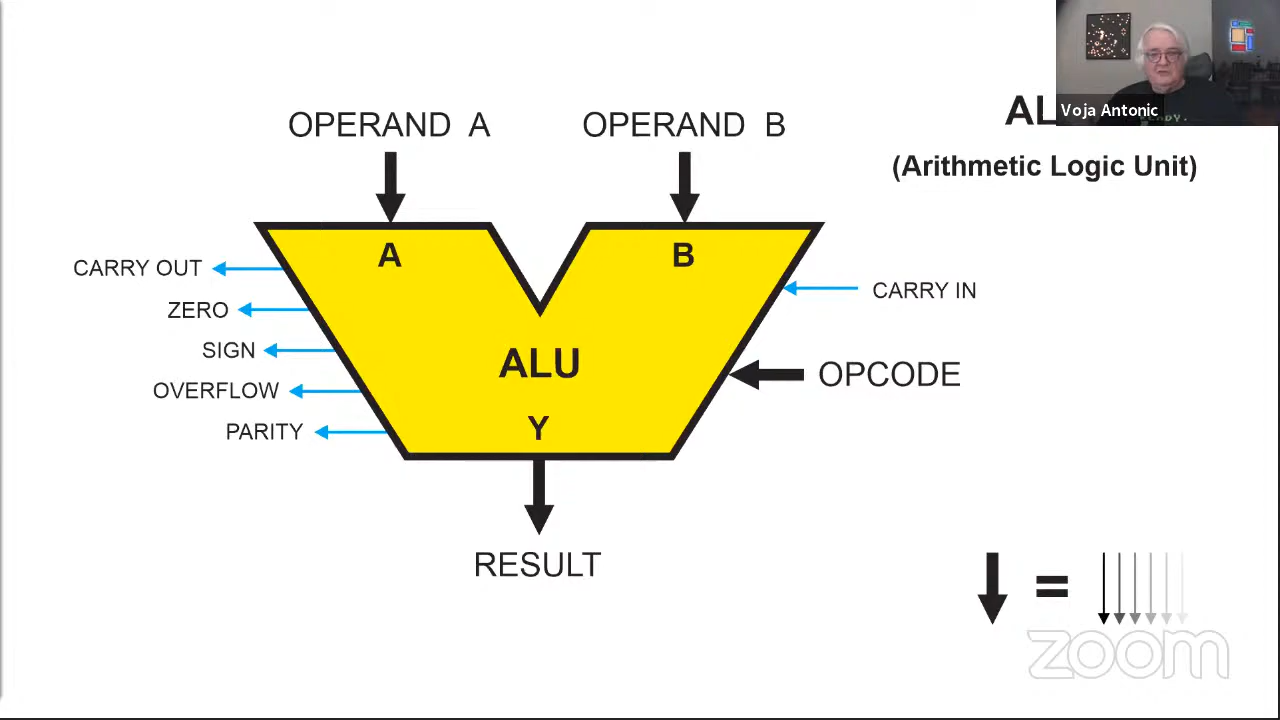 AL
Voja Antonic
(Arithmetic Logic Unit)
OPERAND A
OPERAND B
A
B
CARRY OUT
ZERO
SIGN
OVERFLOW
PARITY
CARRY IN
OPCODE
ALU
Y
RESULT
=
zoom